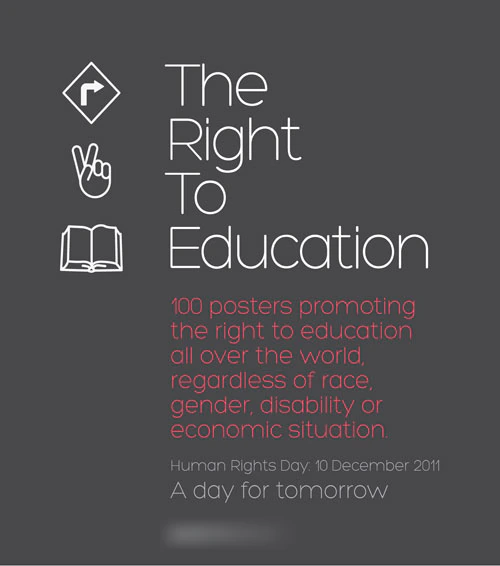 The
Right
To
Education
100 posters promoting
the right to education
all over the world,
regardless of race,
gender, disability or
economic situation.
Human Rights Day: 10 December 2011
A day for tomorrow